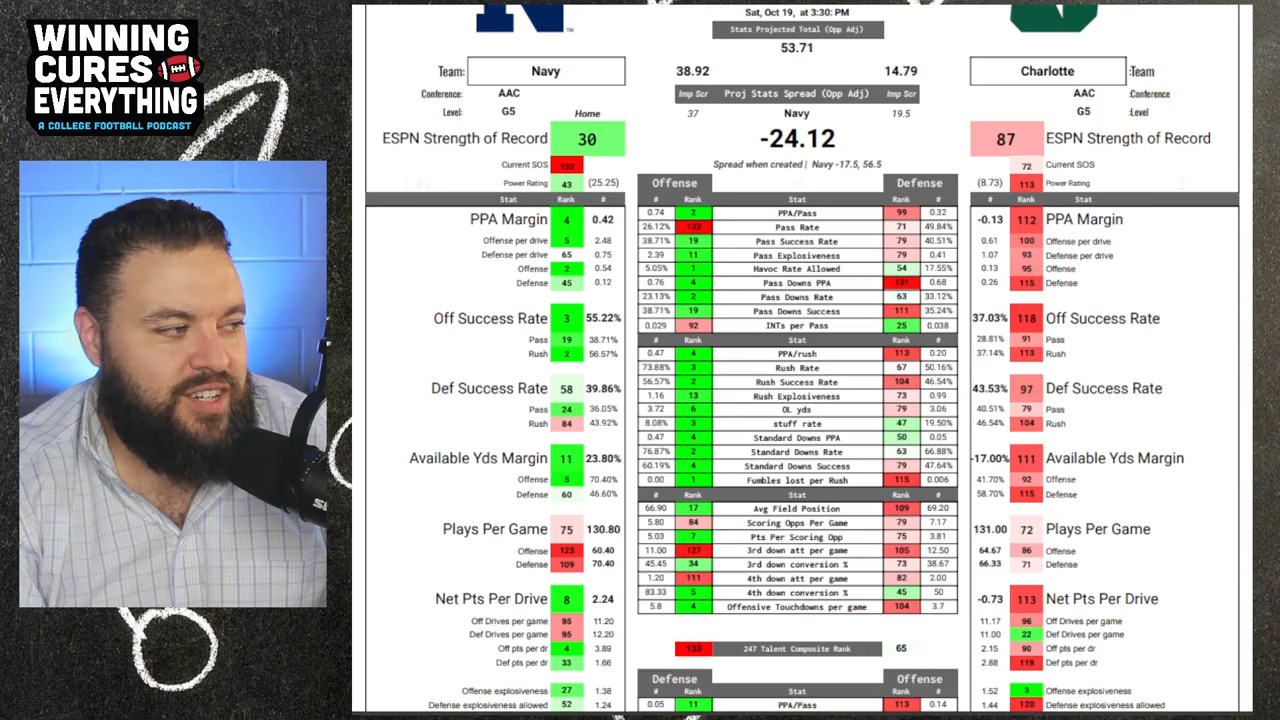 WINNING
CURES
EVERYTHING
A COLLEGE FOOTBALL PODCAST
Sat, Oct 19, at 3:30: PM
Stats Projected Total (Opp Adj)
53.71
Team: Navy 38.92 14.79 Charlotte :Team
Conference: AAC Imp Scr Proj Stats Spread (Opp Adj) Imp Scr AAC :Conference
Level: G5 Home 37 Navy 19.5 G5 :Level
ESPN Strength of Record 30 -24.12 87 ESPN Strength of Record
Current SOS 132 Spread when created | Navy -17.5, 56.5 72 Current SOS
Power Rating 43 (25.25) Offense Defense (8.73) 113 Power Rating
Stat Rank # # Rank Stat Rank # # Rank Stat
PPA Margin 4 0.42 0.74 2 PPA/Pass 99 0.32 -0.13 112 PPA Margin
26.12% 132 Pass Rate 71 49.84%
Offense per drive 5 2.48 38.71% 19 Pass Success Rate 79 40.51% 0.61 100 Offense per drive
Defense per drive 65 0.75 2.39 11 Pass Explosiveness 79 0.41 1.07 93 Defense per drive
Offense 2 0.54 5.05% 1 Havoc Rate Allowed 54 17.55% 0.13 95 Offense
Defense 45 0.12 0.76 4 Pass Downs PPA 131 0.68 0.26 115 Defense
23.13% 2 Pass Downs Rate 63 33.12%
Off Success Rate 3 55.22% 38.71% 19 Pass Downs Success 111 35.24% 37.03% 118 Off Success Rate
0.029 92 INTs per Pass 25 0.038
Pass 19 38.71% # Rank Stat Rank # 28.81% 91 Pass
Rush 2 56.57% 0.47 4 PPA/rush 113 0.20 37.14% 113 Rush
73.88% 3 Rush Rate 67 50.16%
Def Success Rate 58 39.86% 56.57% 2 Rush Success Rate 104 46.54% 43.53% 97 Def Success Rate
1.16 13 Rush Explosiveness 73 0.99
Pass 24 36.05% 3.72 6 OL yds 79 3.06 40.51% 79 Pass
Rush 84 43.92% 8.08% 3 stuff rate 47 19.50% 46.54% 104 Rush
0.47 4 Standard Downs PPA 50 0.05
Available Yds Margin 11 23.80% 76.87% 2 Standard Downs Rate 63 66.88% -17.00% 111 Available Yds Margin
60.19% 4 Standard Downs Success 79 47.64%
Offense 5 70.40% 0.00 1 Fumbles lost per Rush 115 0.006 41.70% 92 Offense
Defense 60 46.60% # Rank Stat Rank # 58.70% 115 Defense
66.90 17 Avg Field Position 109 69.20
Plays Per Game 75 130.80 5.80 84 Scoring Opps Per Game 79 7.17 131.00 72 Plays Per Game
5.03 7 Pts Per Scoring Opp 75 3.81
Offense 123 60.40 11.00 127 3rd down att per game 105 12.50 64.67 86 Offense
Defense 109 70.40 45.45 34 3rd down conversion % 73 38.67 66.33 71 Defense
1.20 111 4th down att per game 82 2.00
Net Pts Per Drive 8 2.24 83.33 5 4th down conversion % 45 50 -0.73 113 Net Pts Per Drive
5.8 4 Offensive Touchdowns per game 104 3.7
Off Drives per game 95 11.20 11.17 96 Off Drives per game
Def Drives per game 95 12.20 11.00 22 Def Drives per game
Off pts per dr 4 3.89 133 247 Talent Composite Rank 65 2.15 90 Off pts per dr
Def pts per dr 33 1.66 2.88 119 Def pts per dr
Defense Offense
Offense explosiveness 27 1.38 # Rank Stat Rank # 1.52 3 Offense explosiveness
Defense explosiveness allowed 52 1.24 0.05 11 PPA/Pass 113 0.14 1.44 120 Defense explosiveness allowed